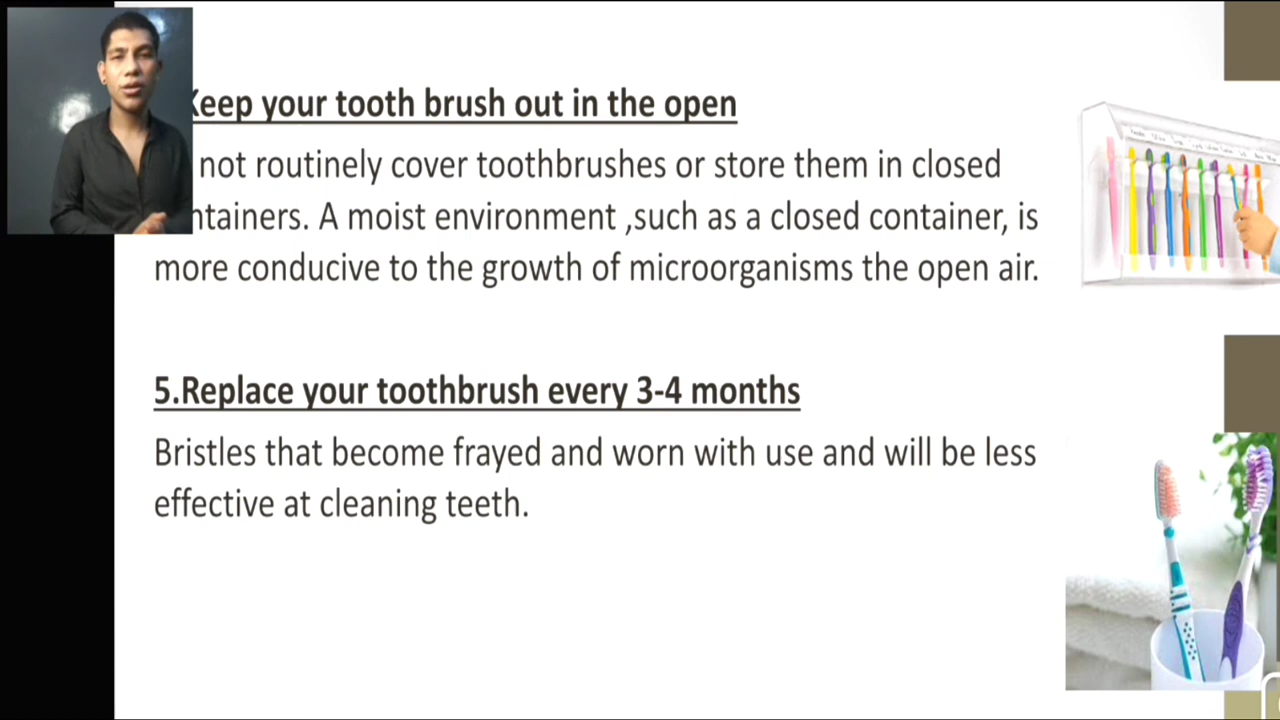 Keep your tooth brush out in the open
not routinely cover toothbrushes or store them in closed
ntainers. A moist environment ,such as a closed container, is
more conducive to the growth of microorganisms the open air.
5.Replace your toothbrush every 3-4 months
Bristles that become frayed and worn with use and will be less
effective at cleaning teeth.